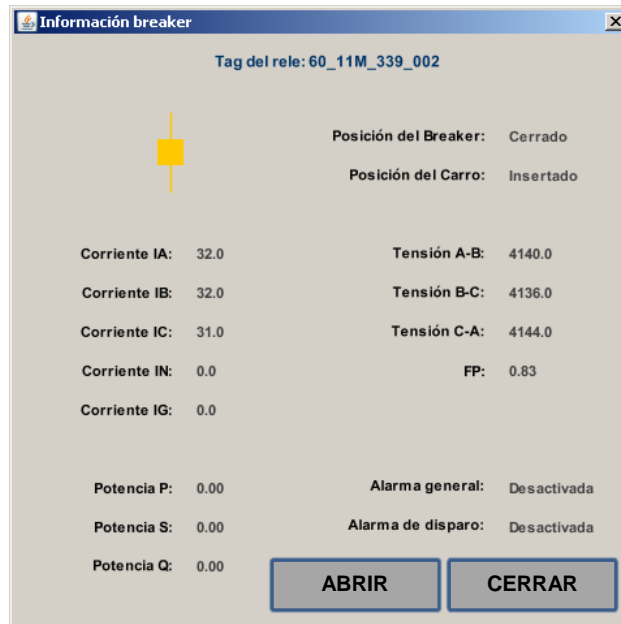 Información breaker
Tag del rele: 60_11M_339_002
Posición del Breaker: Cerrado
Posición del Carro: Insertado
Corriente IA: 32.0 Tensión A-B: 4140.0
Corriente IB: 32.0 Tensión B-C: 4136.0
Corriente IC: 31.0 Tensión C-A: 4144.0
Corriente IN: 0.0 FP: 0.83
Corriente IG: 0.0
Potencia P: 0.00 Alarma general: Desactivada
Potencia S: 0.00 Alarma de disparo: Desactivada
Potencia Q: 0.00
ABRIR CERRAR